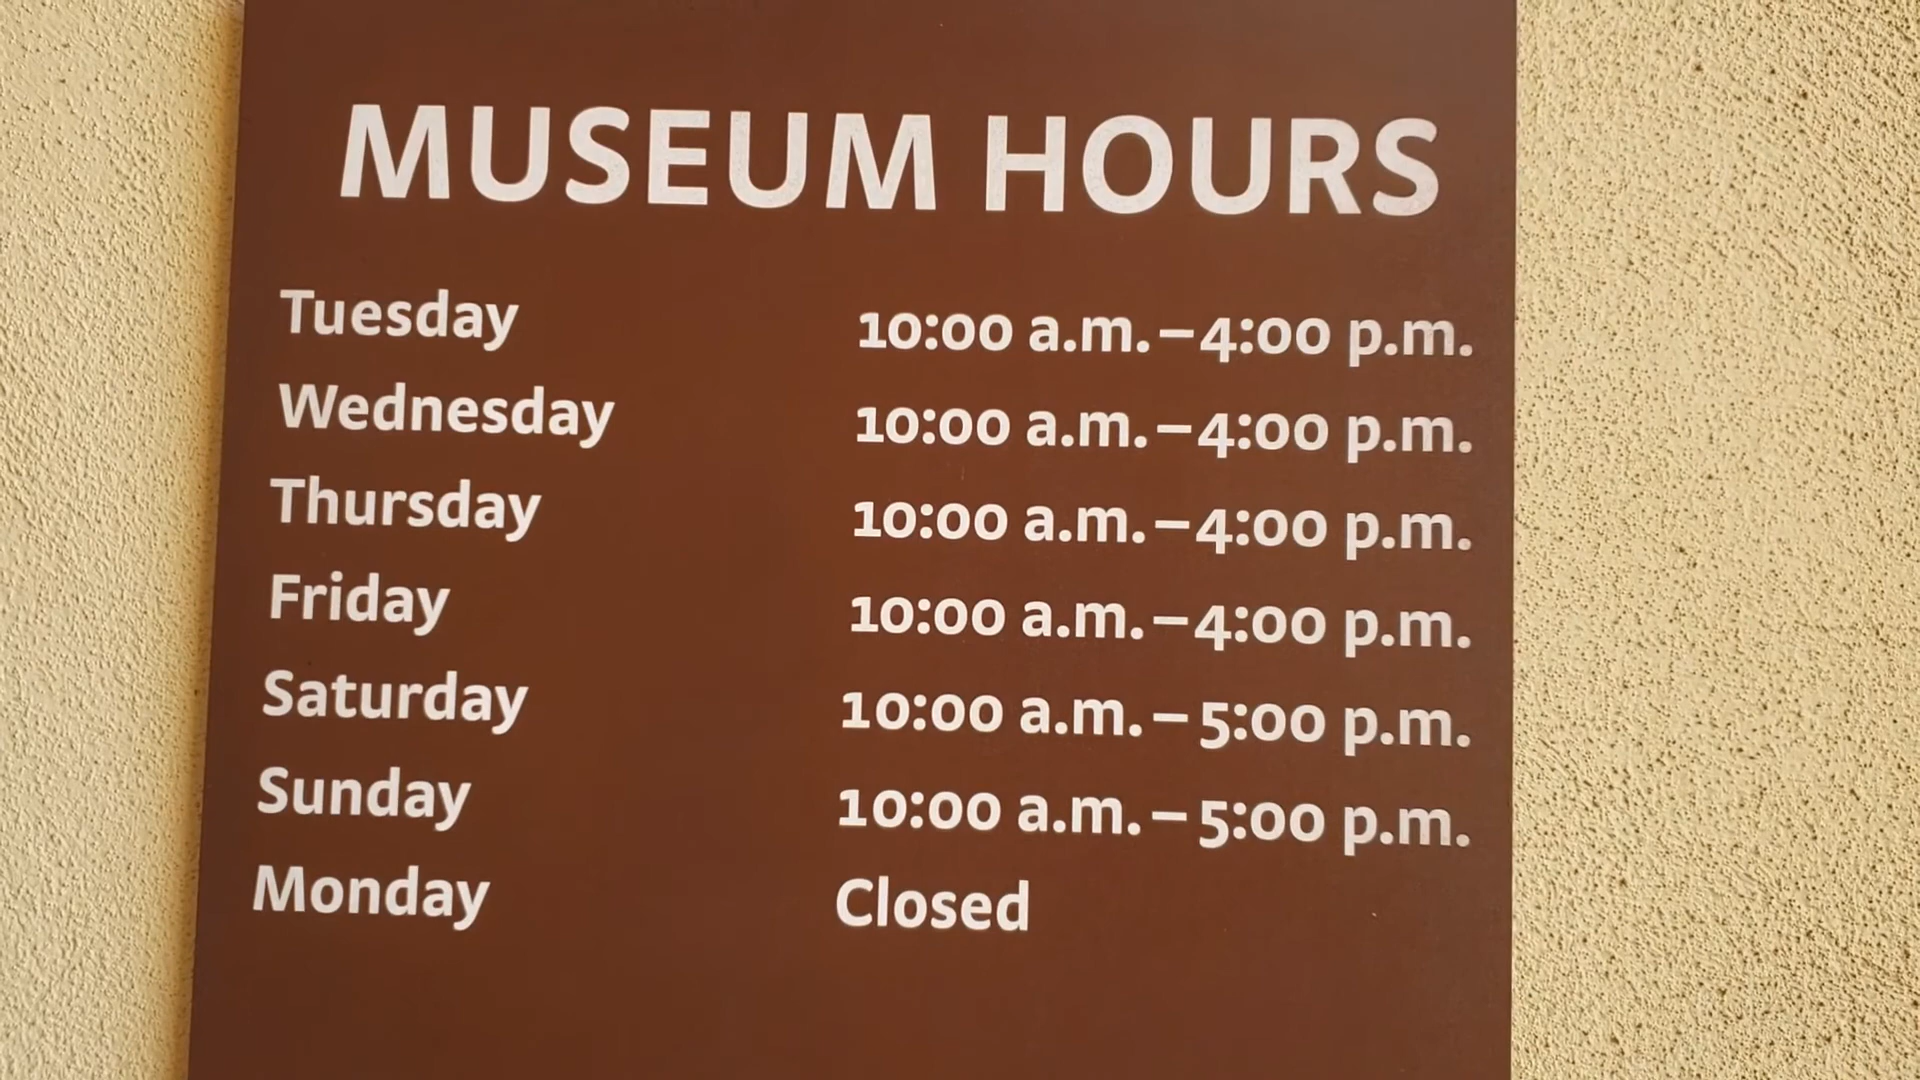 MUSEUM HOURS
Tuesday 10:00 a.m.–4:00 p.m.
Wednesday 10:00 a.m.–4:00 p.m.
Thursday 10:00 a.m.–4:00 p.m.
Friday 10:00 a.m.–4:00 p.m.
Saturday 10:00 a.m.–5:00 p.m.
Sunday 10:00 a.m.–5:00 p.m.
Monday Closed